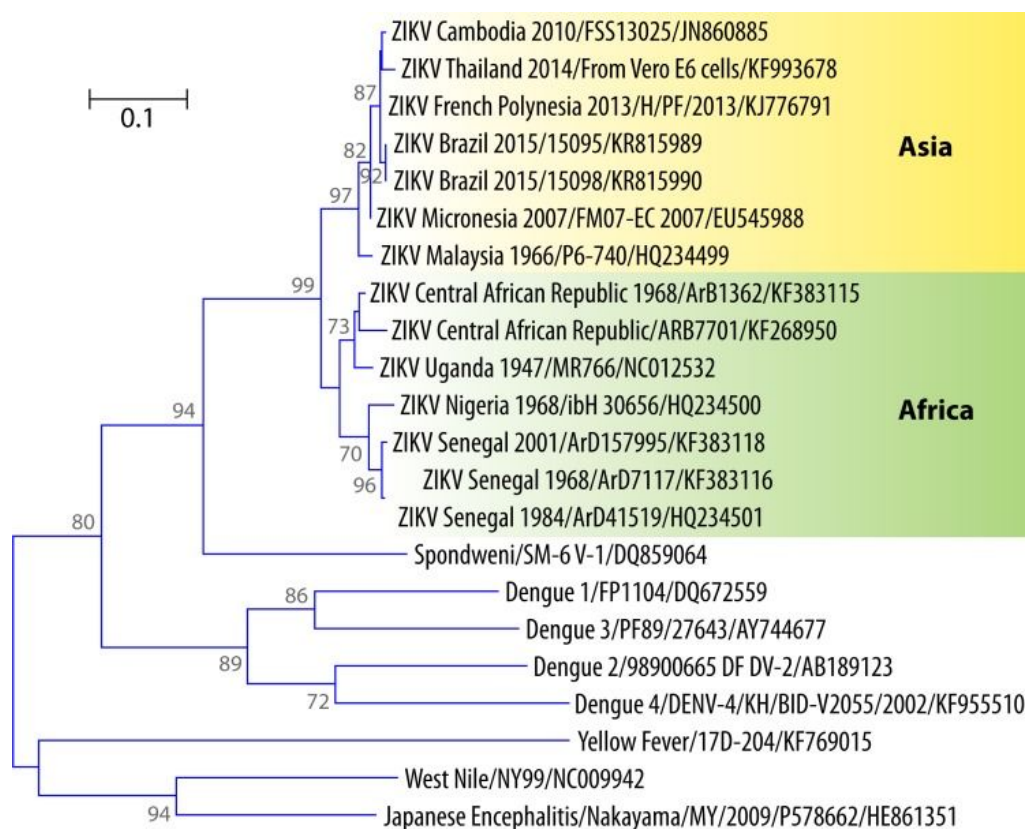 ZIKV Cambodia 2010/FSS13025/JN860885
ZIKV Thailand 2014/From Vero E6 cells/KF993678
0.1
87
ZIKV French Polynesia 2013/H/PF/2013/KJ776791
ZIKV Brazil 2015/15095/KR815989
Asia
82
92
ZIKV Brazil 2015/15098/KR815990
97
ZIKV Micronesia 2007/FM07-EC 2007/EU545988
ZIKV Malaysia 1966/P6-740/HQ234499
99
ZIKV Central African Republic 1968/ArB1362/KF383115
73
ZIKV Central African Republic/ARB7701/KF268950
ZIKV Uganda 1947/MR766/NC012532
94
ZIKV Nigeria 1968/ibH 30656/HQ234500
Africa
70
ZIKV Senegal 2001/ArD157995/KF383118
96
ZIKV Senegal 1968/ArD7117/KF383116
80
ZIKV Senegal 1984/ArD41519/HQ234501
Spondweni/SM-6 V-1/DQ859064
86
Dengue 1/FP1104/DQ672559
Dengue 3/PF89/27643/AY744677
89
Dengue 2/98900665 DF DV-2/AB189123
72
Dengue 4/DENV-4/KH/BID-V2055/2002/KF955510
Yellow Fever/17D-204/KF769015
West Nile/NY99/NC009942
94
Japanese Encephalitis/Nakayama/MY/2009/P578662/HE861351